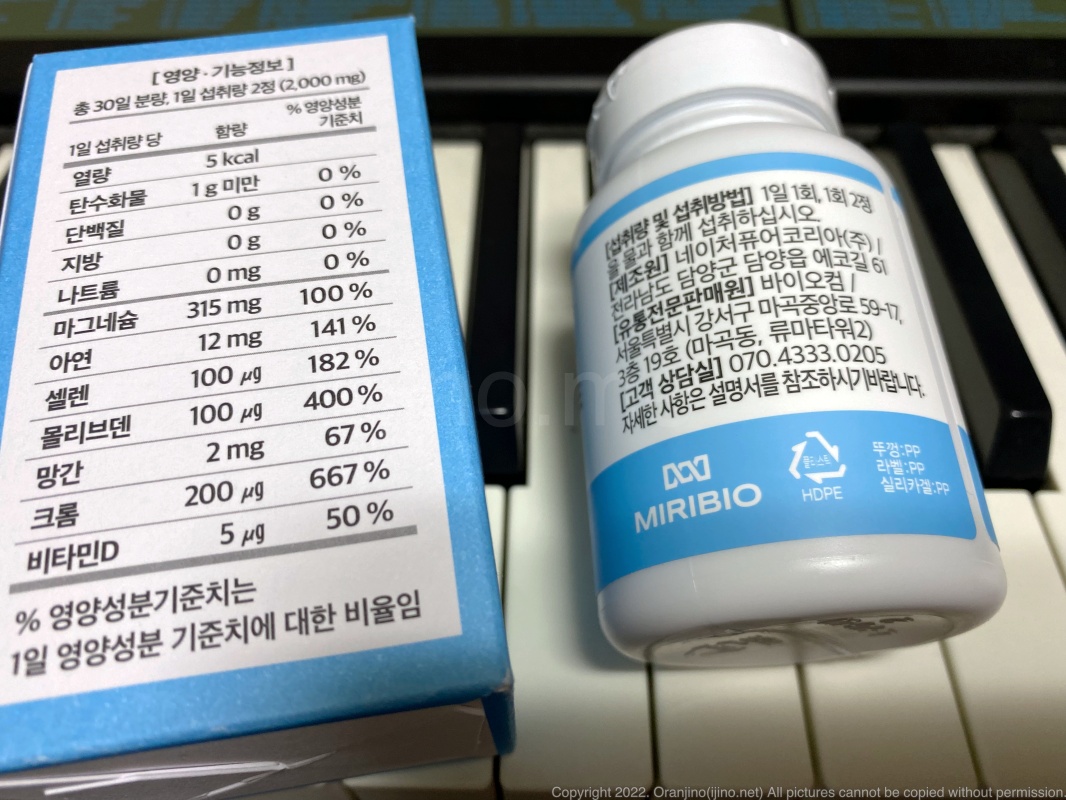 [ 영양 · 기능정보 ]
총 30일 분량, 1일 섭취량 2정 (2,000 mg)
1일 섭취량 당 함량 % 영양성분 기준치
열량 5 kcal
탄수화물 1 g 미만 0 %
단백질 0 g 0 %
지방 0 g 0 %
나트륨 0 mg 0 %
마그네슘 315 mg 100 %
아연 12 mg 141 %
셀렌 100 ㎍ 182 %
몰리브덴 100 ㎍ 400 %
망간 2 mg 67 %
크롬 200 ㎍ 667 %
비타민D 5 ㎍ 50 %
% 영양성분기준치는
1일 영양성분 기준치에 대한 비율임
[섭취량 및 섭취방법] 1일 1회, 1회 2정
을 물과 함께 섭취하십시오.
[제조원] 네이처퓨어코리아(주) /
전라남도 담양군 담양읍 에코길 61
[유통전문판매원] 바이오컴 /
서울특별시 강서구 마곡중앙로 59-17,
3층 19호 (마곡동, 류마타워2)
[고객 상담실] 070.4333.0205
자세한 사항은 설명서를 참조하시기바랍니다.
MIRIBIO
플라스틱
HDPE
뚜껑:PP
라벨:PP
실리카겔:PP
no.m
Copyright 2022. Oranjino(ijino.net) All pictures cannot be copied without permission.